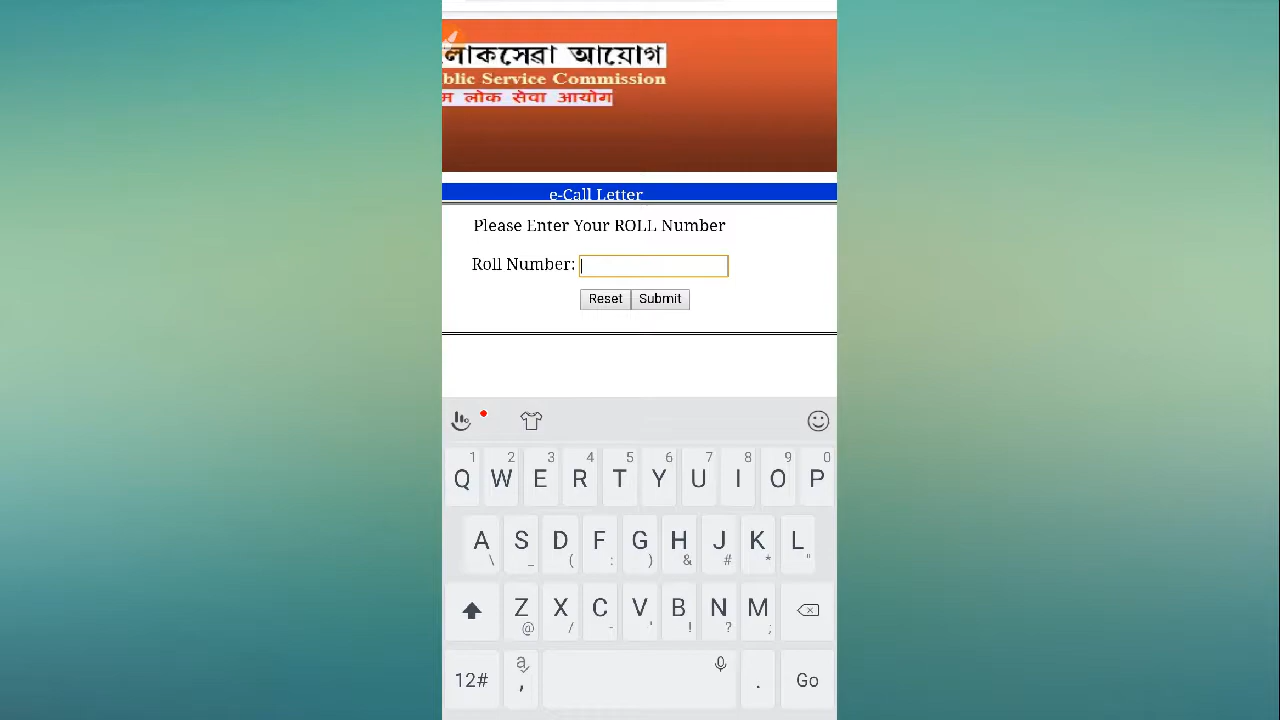 লোকসেৱা আয়োগ
blic Service Commission
म लोक सेवा आयोग
e-Call Letter
Please Enter Your ROLL Number
Roll Number:
Reset Submit
1 2 3 4 5 6 7 8 9 0
Q W E R T Y U I O P
A S D F G H J K L
\ _ ( : ) & # * "
Z X C V B N M
@ / - ' ! ? ;
12# a , . Go